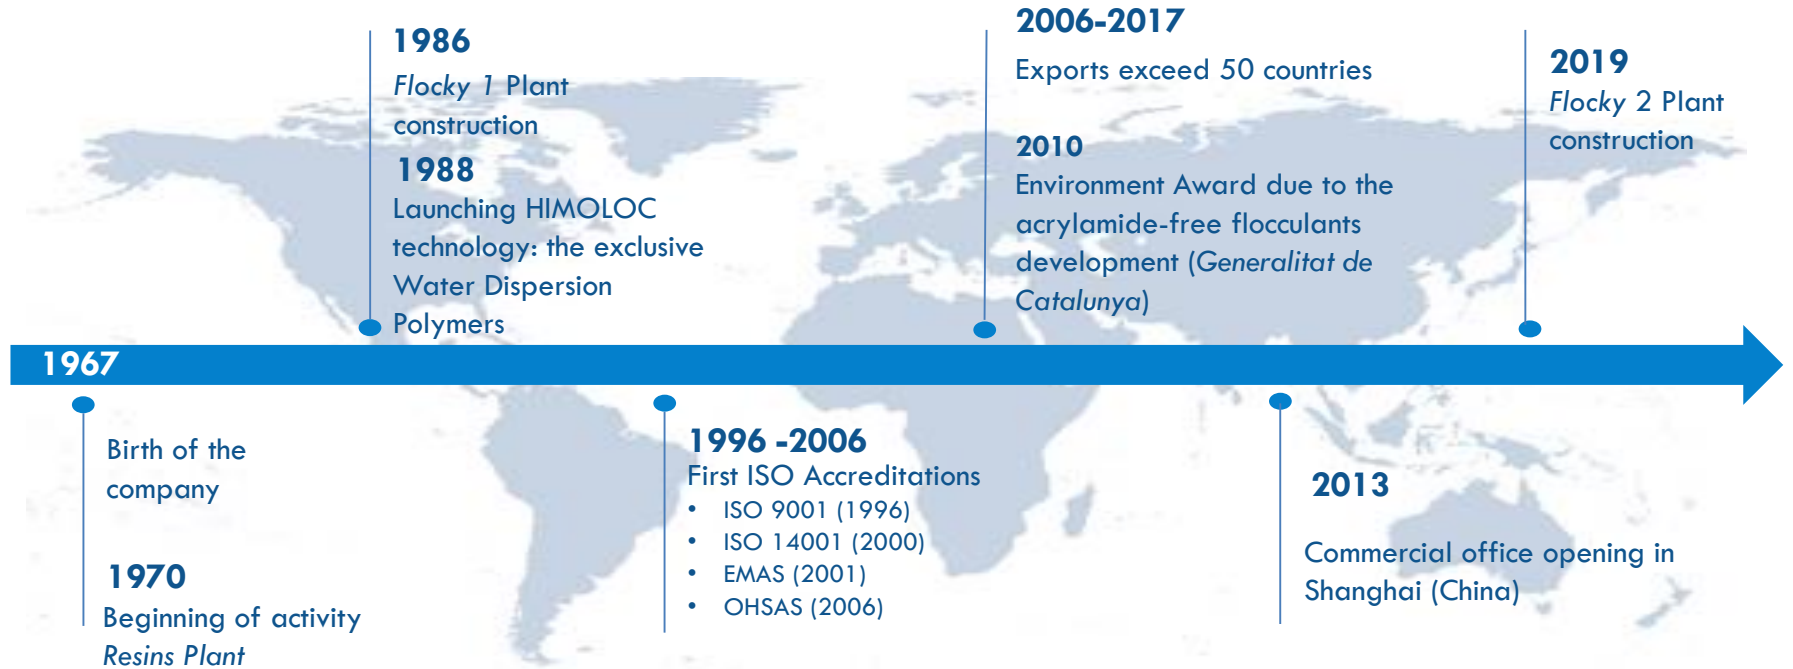 1967
Birth of the
company
1970
Beginning of activity
Resins Plant
1986
Flocky 1 Plant
construction
1988
Launching HIMOLOC
technology: the exclusive
Water Dispersion
Polymers
1996 -2006
First ISO Accreditations
• ISO 9001 (1996)
• ISO 14001 (2000)
• EMAS (2001)
• OHSAS (2006)
2006-2017
Exports exceed 50 countries
2010
Environment Award due to the
acrylamide-free flocculants
development (Generalitat de
Catalunya)
2013
Commercial office opening in
Shanghai (China)
2019
Flocky 2 Plant
construction